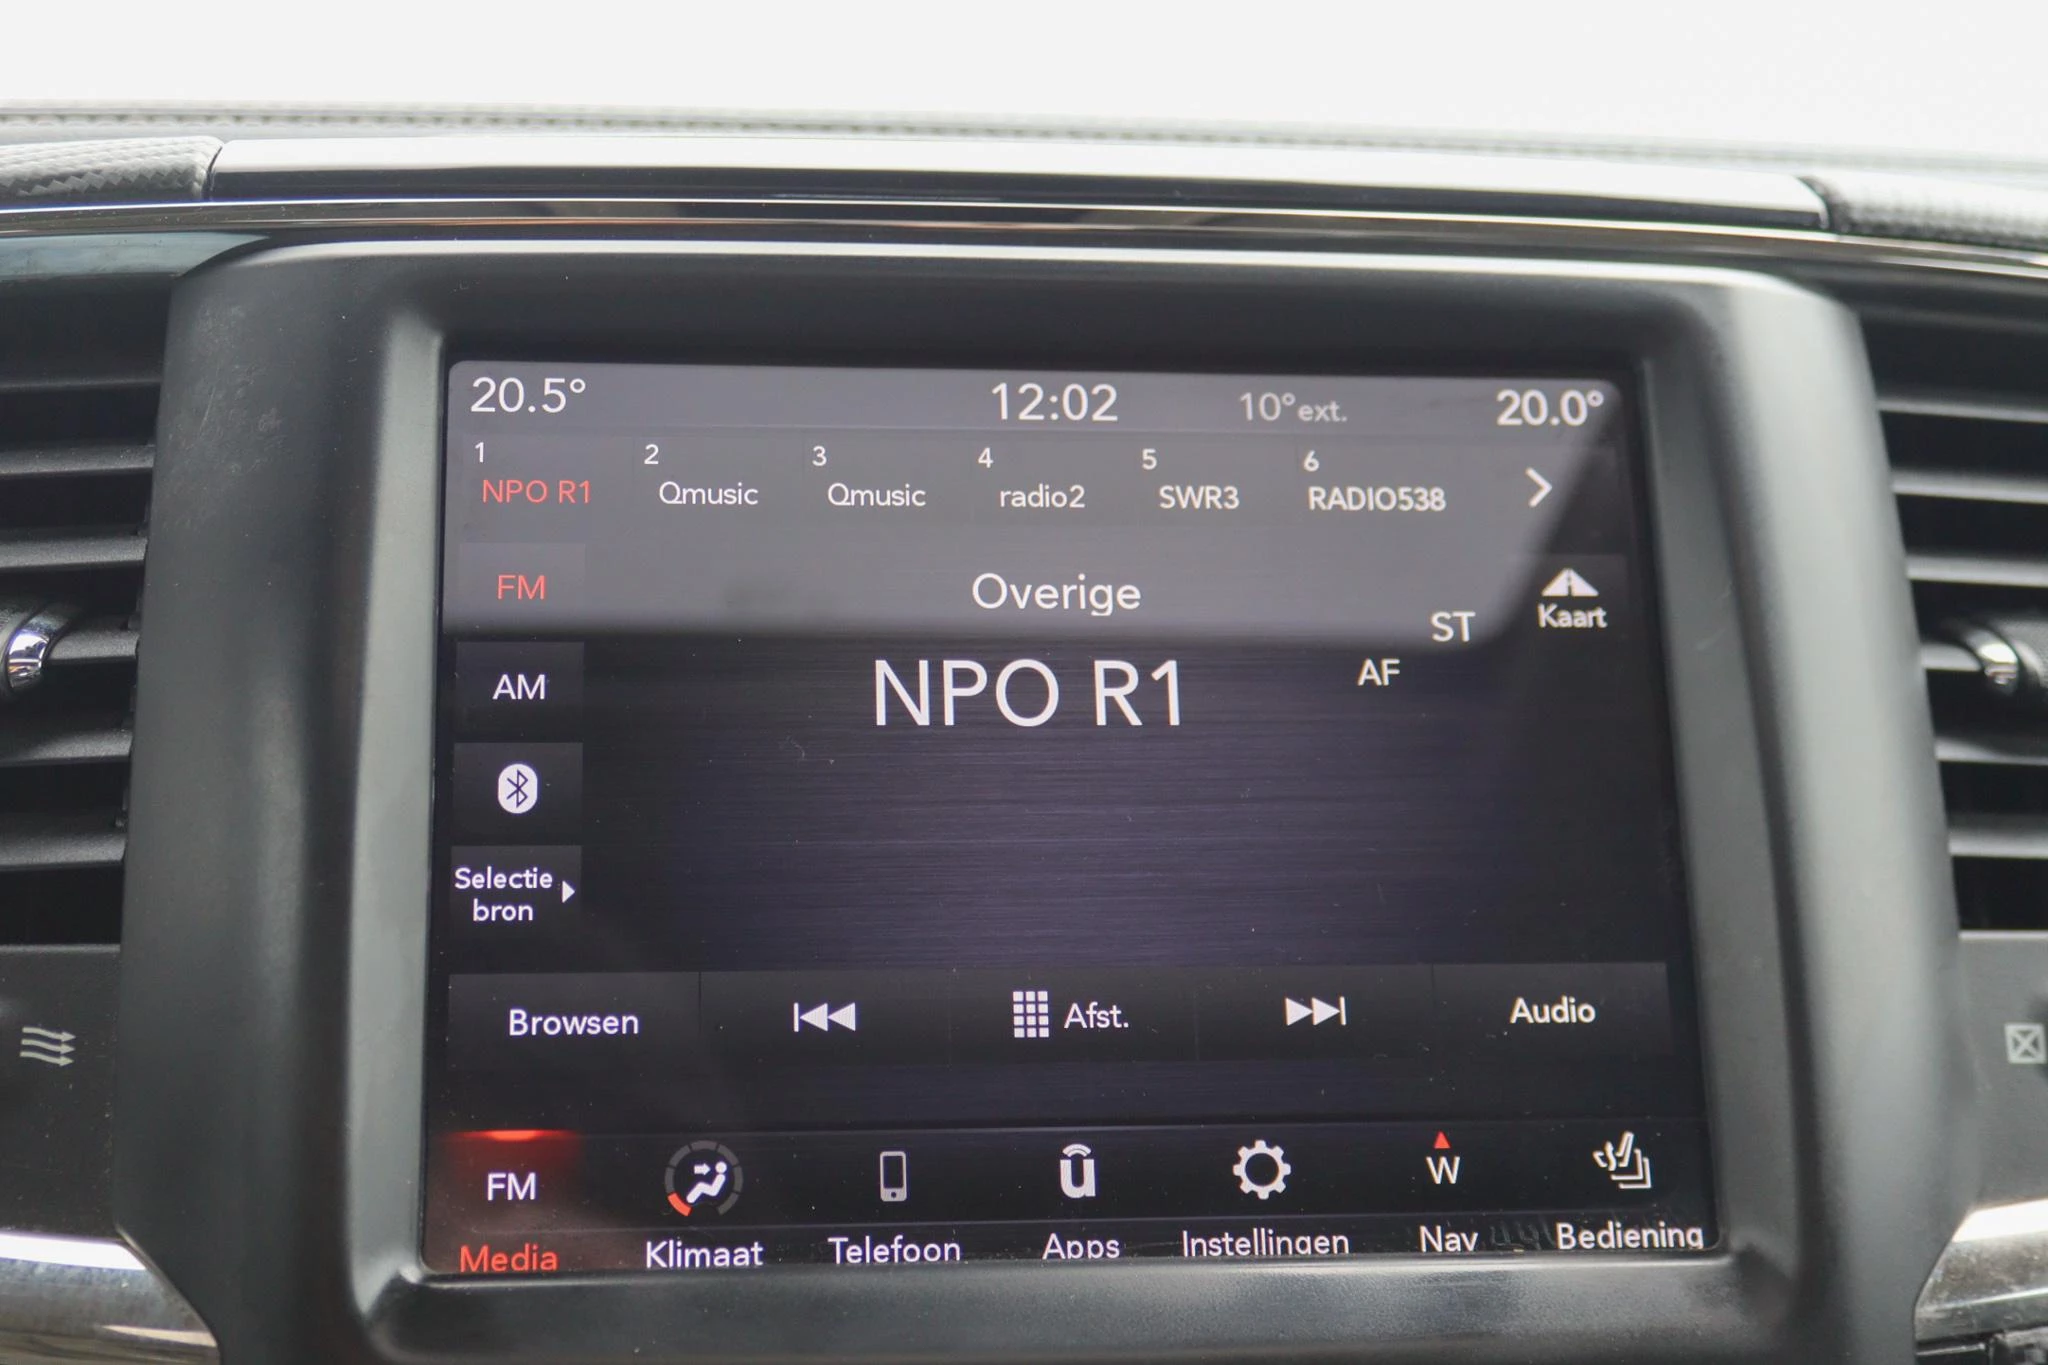 20.5° 12:02 10°ext. 20.0°
1 2 3 4 5 6
NPO R1 Qmusic Qmusic radio2 SWR3 RADIO538
FM Overige
ST Kaart
AM NPO R1 AF
Selectie
bron
Browsen Afst. Audio
FM W
Media Klimaat Telefoon Apps Instellingen Nav Bediening